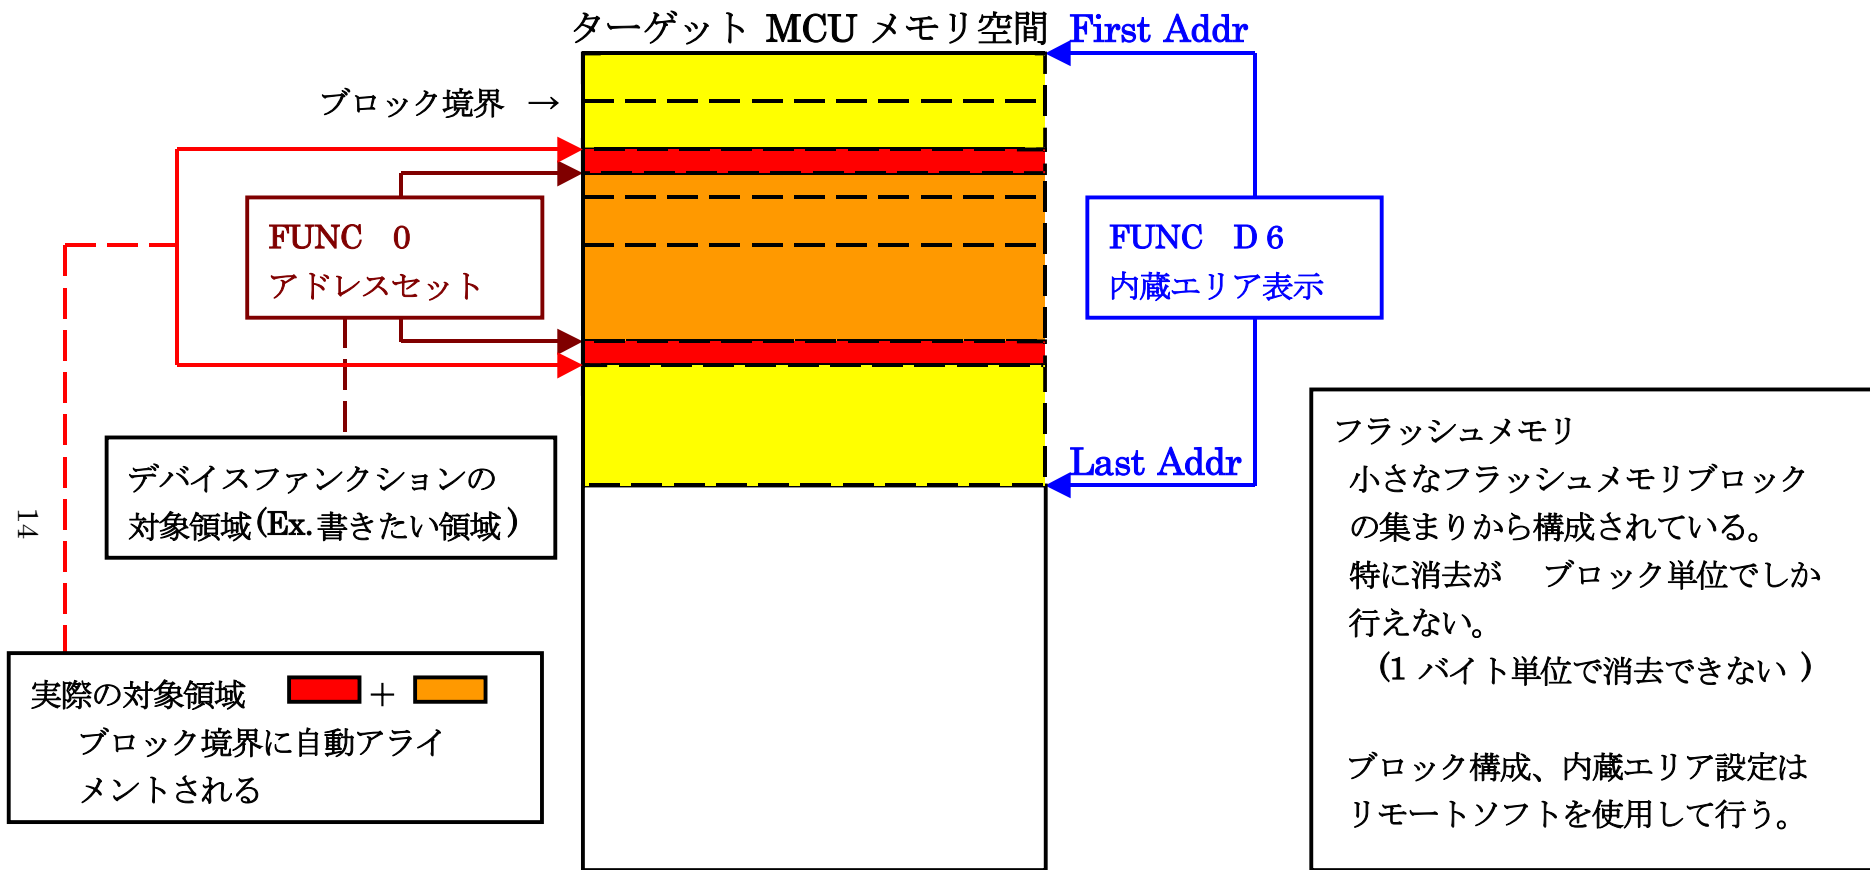 ターゲット MCU メモリ空間
First Addr
ブロック境界 →
FUNC 0
アドレスセット
FUNC D6
内蔵エリア表示
Last Addr
デバイスファンクションの
対象領域(Ex.書きたい領域)
14
実際の対象領域 +
ブロック境界に自動アライ
メントされる
フラッシュメモリ
小さなフラッシュメモリブロック
の集まりから構成されている。
特に消去が ブロック単位でしか
行えない。
(1 バイト単位で消去できない )
ブロック構成、内蔵エリア設定は
リモートソフトを使用して行う。